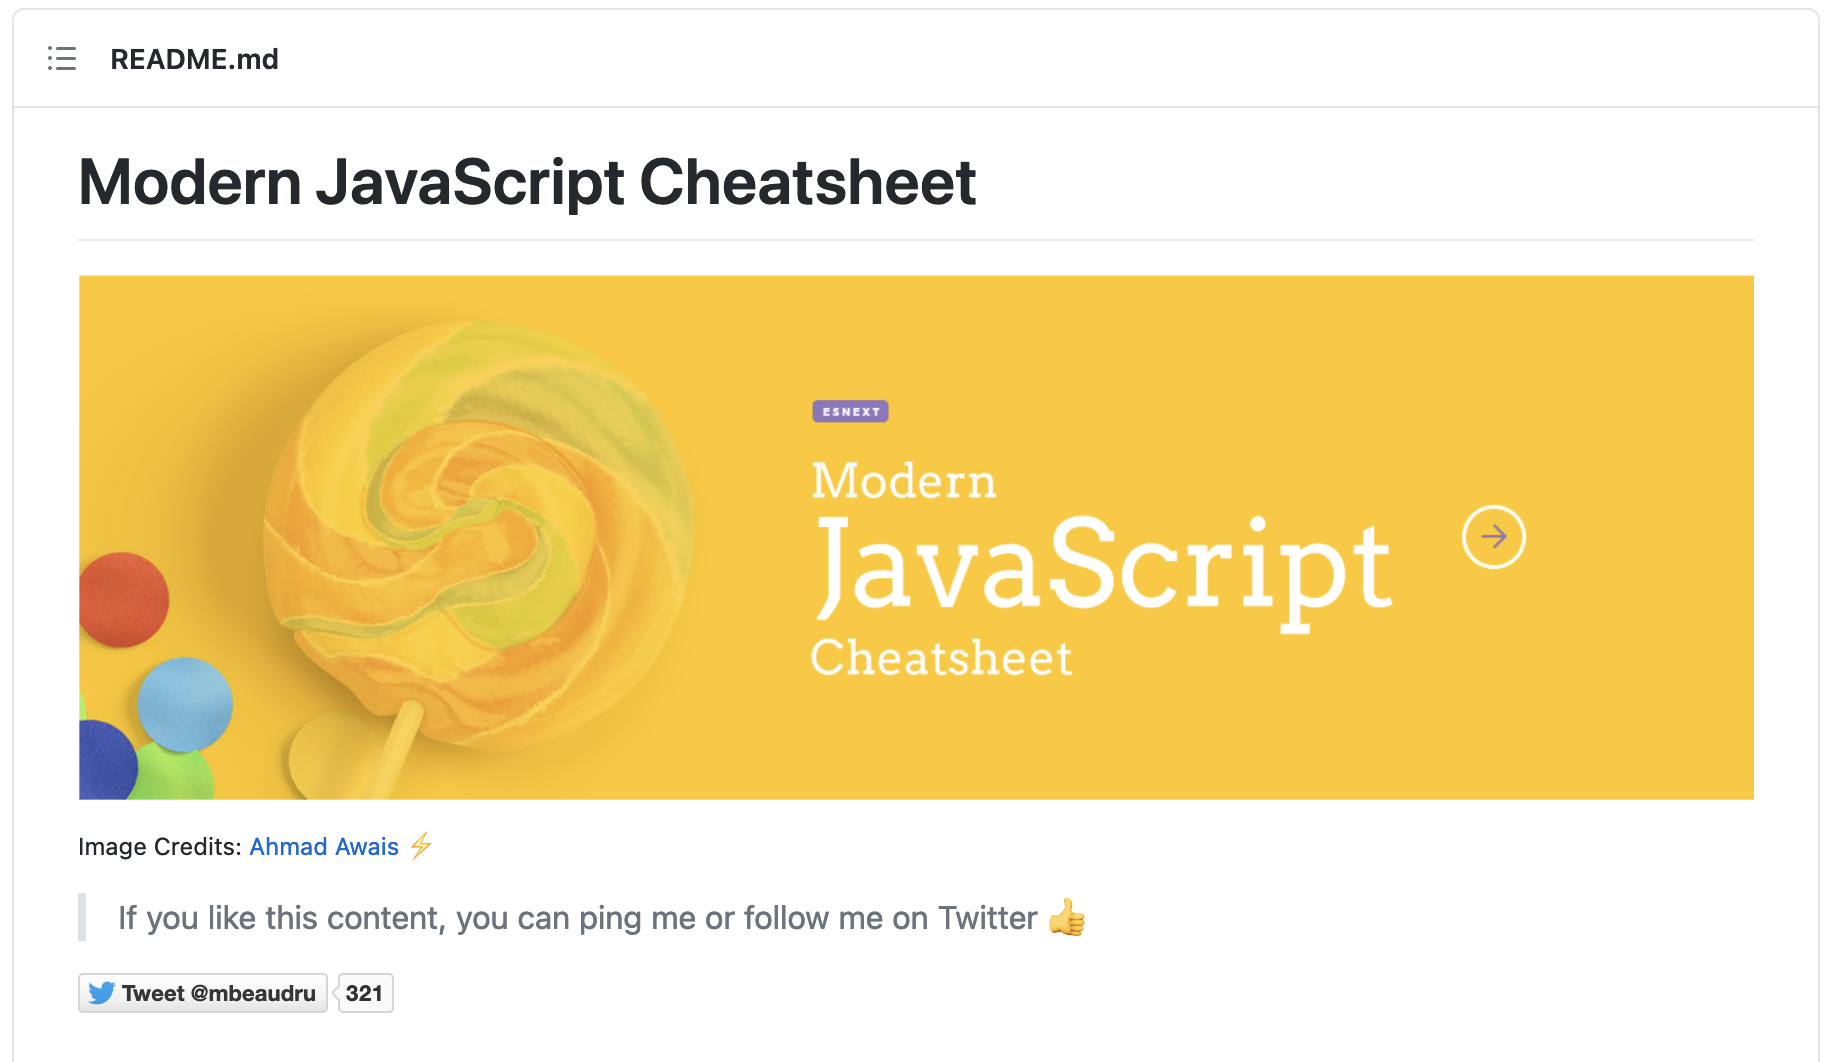 README.md
Modern JavaScript Cheatsheet
ESNEXT
Modern
JavaScript
Cheatsheet
Image Credits: Ahmad Awais ⚡
If you like this content, you can ping me or follow me on Twitter 👍
Tweet @mbeaudru 321